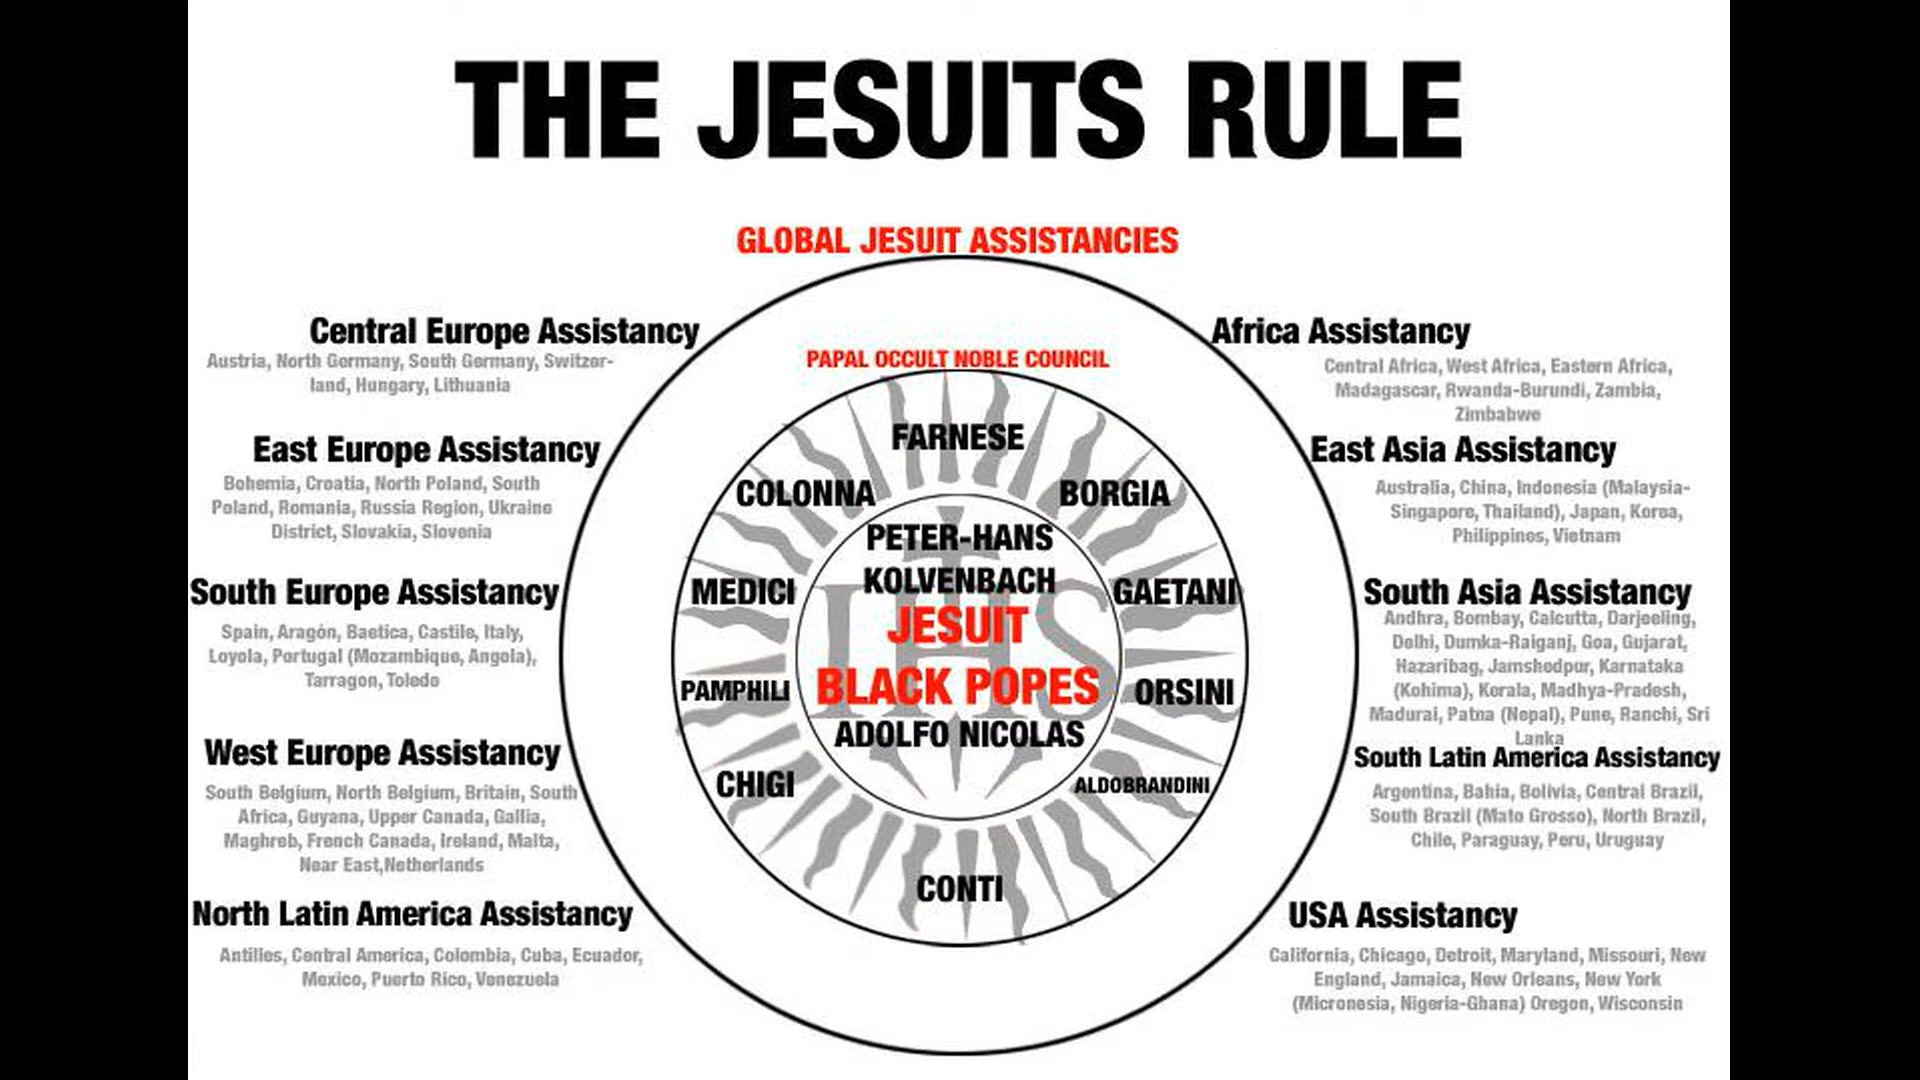 THE JESUITS RULE
GLOBAL JESUIT ASSISTANCIES
Central Europe Assistancy
Austria, North Germany, South Germany, Switzer-
land, Hungary, Lithuania
East Europe Assistancy
Bohemia, Croatia, North Poland, South
Poland, Romania, Russia Region, Ukraine
District, Slovakia, Slovenia
South Europe Assistancy
Spain, Aragón, Baetica, Castile, Italy,
Loyola, Portugal (Mozambique, Angola),
Tarragon, Toledo
West Europe Assistancy
South Belgium, North Belgium, Britain, South
Africa, Guyana, Upper Canada, Gallia,
Maghreb, French Canada, Ireland, Malta,
Near East,Netherlands
North Latin America Assistancy
Antilles, Central America, Colombia, Cuba, Ecuador,
Mexico, Puerto Rico, Venezuela
PAPAL OCCULT NOBLE COUNCIL
FARNESE
COLONNA
BORGIA
MEDICI
GAETANI
PAMPHILI
ORSINI
CHIGI
ALDOBRANDINI
CONTI
PETER-HANS
KOLVENBACH
JESUIT
BLACK POPES
ADOLFO NICOLAS
IHS
Africa Assistancy
Central Africa, West Africa, Eastern Africa,
Madagascar, Rwanda-Burundi, Zambia,
Zimbabwe
East Asia Assistancy
Australia, China, Indonesia (Malaysia-
Singapore, Thailand), Japan, Korea,
Philippines, Vietnam
South Asia Assistancy
Andhra, Bombay, Calcutta, Darjeeling,
Delhi, Dumka-Raiganj, Goa, Gujarat,
Hazaribag, Jamshedpur, Karnataka
(Kohima), Kerala, Madhya-Pradesh,
Madurai, Patna (Nepal), Pune, Ranchi, Sri
Lanka
South Latin America Assistancy
Argentina, Bahia, Bolivia, Central Brazil,
South Brazil (Mato Grosso), North Brazil,
Chile, Paraguay, Peru, Uruguay
USA Assistancy
California, Chicago, Detroit, Maryland, Missouri, New
England, Jamaica, New Orleans, New York
(Micronesia, Nigeria-Ghana) Oregon, Wisconsin